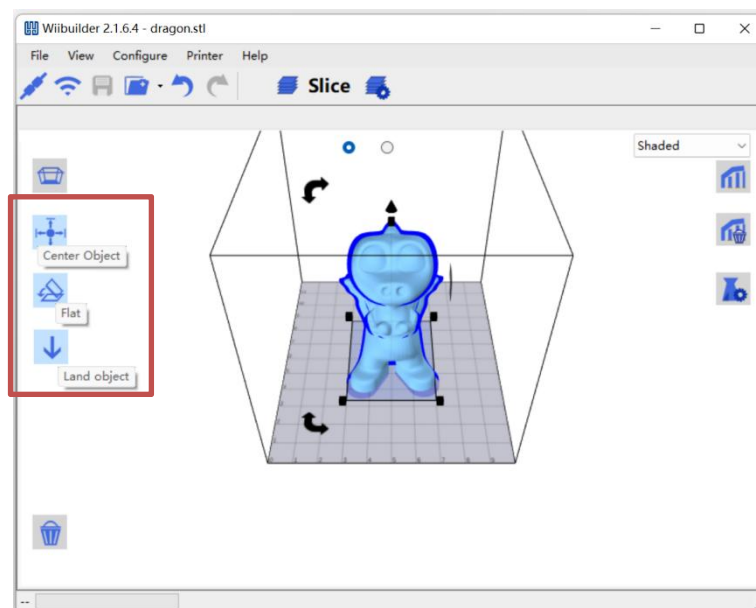 Wiibuilder 2.1.6.4 - dragon.stl
File View Configure Printer Help
Slice
Shaded
Center Object
Flat
Land object
--